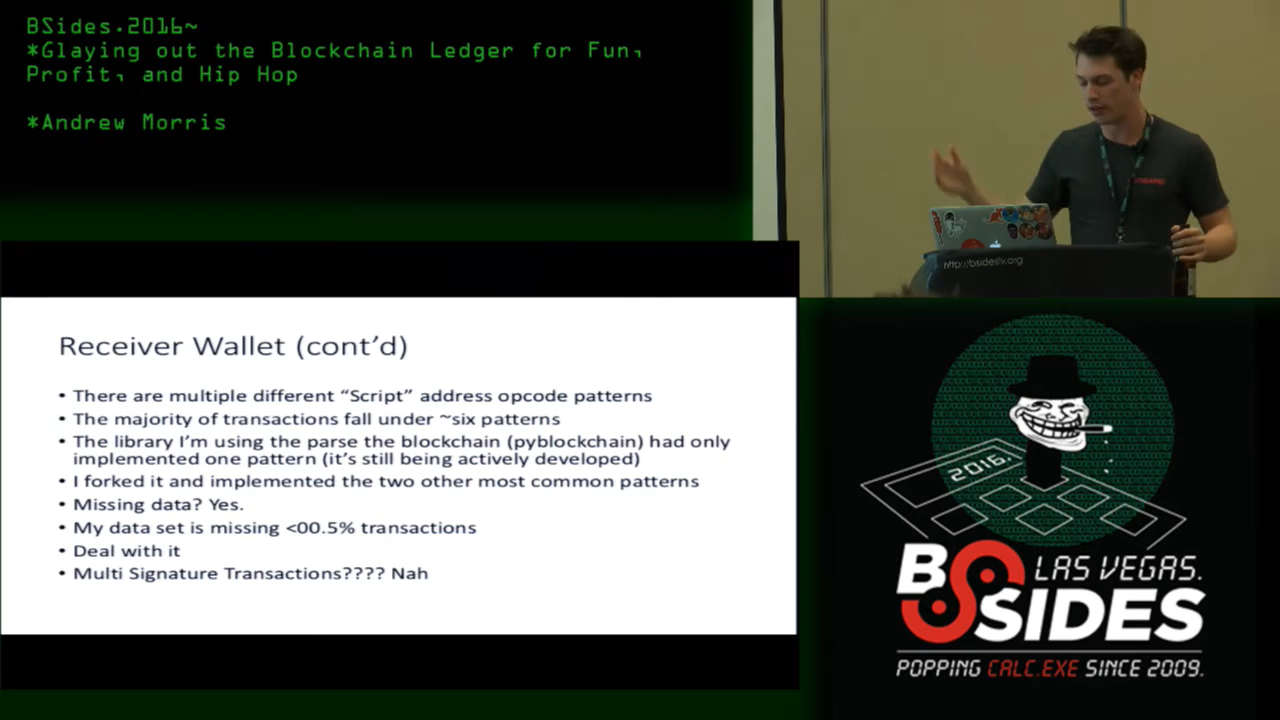 BSides.2016~
*Glaying out the Blockchain Ledger for Fun,
Profit, and Hip Hop
*Andrew Morris
http://bsideslv.org
Receiver Wallet (cont’d)
• There are multiple different “Script” address opcode patterns
• The majority of transactions fall under ~six patterns
• The library I’m using the parse the blockchain (pyblockchain) had only
implemented one pattern (it’s still being actively developed)
• I forked it and implemented the two other most common patterns
• Missing data? Yes.
• My data set is missing <00.5% transactions
• Deal with it
• Multi Signature Transactions???? Nah
2016.
BSIDES
LAS VEGAS.
POPPING CALC.EXE SINCE 2009.